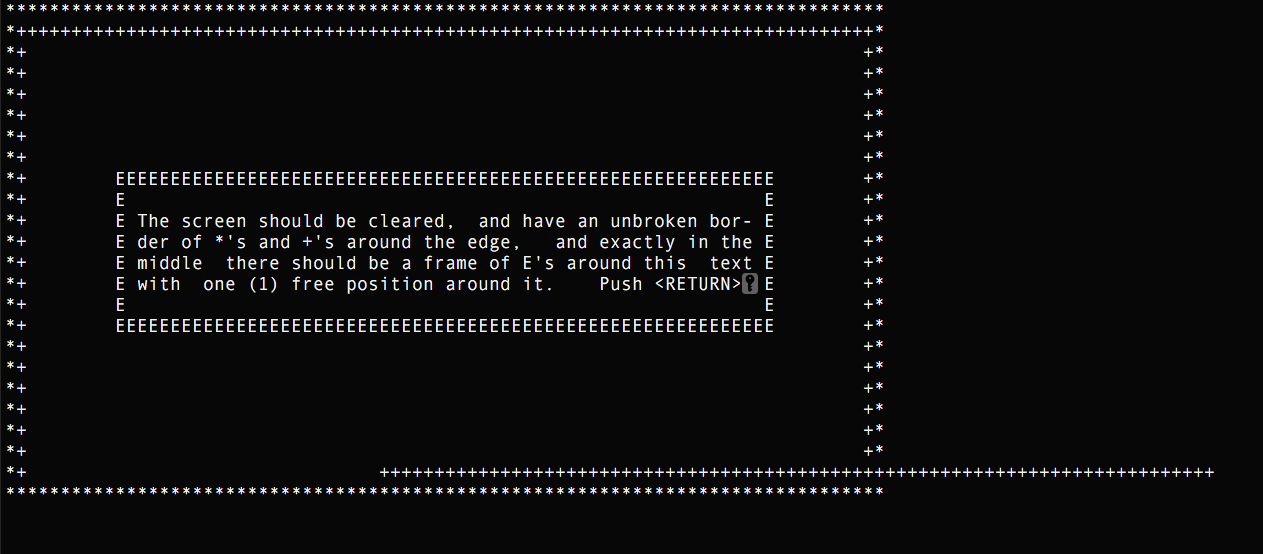 ********************************************************************************
*++++++++++++++++++++++++++++++++++++++++++++++++++++++++++++++++++++++++++++++*
*+                                                                            +*
*+                                                                            +*
*+                                                                            +*
*+                                                                            +*
*+                                                                            +*
*+                                                                            +*
*+        EEEEEEEEEEEEEEEEEEEEEEEEEEEEEEEEEEEEEEEEEEEEEEEEEEEEEEEEEEEE        +*
*+        E                                                          E        +*
*+        E The screen should be cleared,  and have an unbroken bor- E        +*
*+        E der of *'s and +'s around the edge,   and exactly in the E        +*
*+        E middle  there should be a frame of E's around this  text E        +*
*+        E with  one (1) free position around it.    Push <RETURN>  E        +*
*+        E                                                          E        +*
*+        EEEEEEEEEEEEEEEEEEEEEEEEEEEEEEEEEEEEEEEEEEEEEEEEEEEEEEEEEEEE        +*
*+                                                                            +*
*+                                                                            +*
*+                                                                            +*
*+                                                                            +*
*+                                                                            +*
*+                                                                            +*
*+                                ++++++++++++++++++++++++++++++++++++++++++++++++++++++++++++++++++++++++++++
********************************************************************************